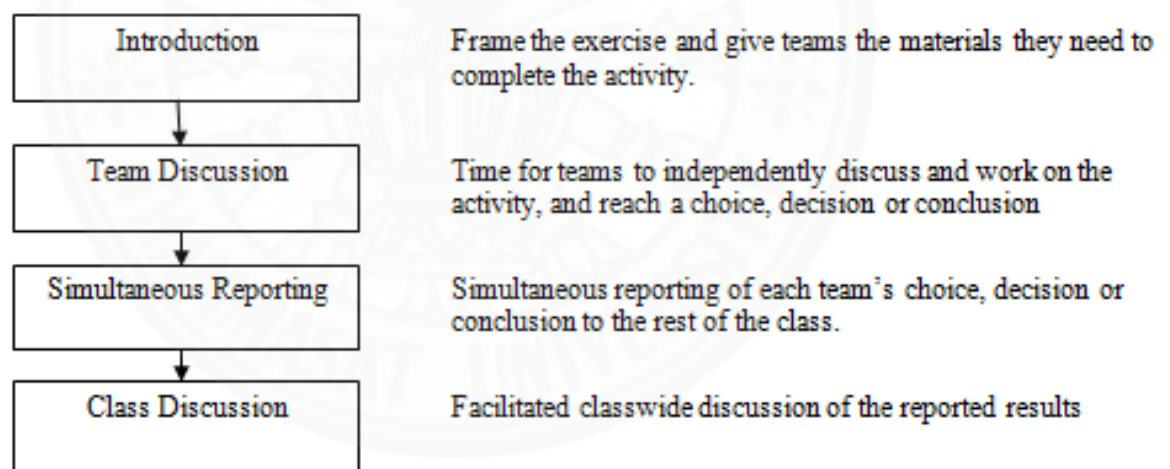 Introduction
Frame the exercise and give teams the materials they need to
complete the activity.
Team Discussion
Time for teams to independently discuss and work on the
activity, and reach a choice, decision or conclusion
Simultaneous Reporting
Simultaneous reporting of each team's choice, decision or
conclusion to the rest of the class.
Class Discussion
Facilitated classwide discussion of the reported results